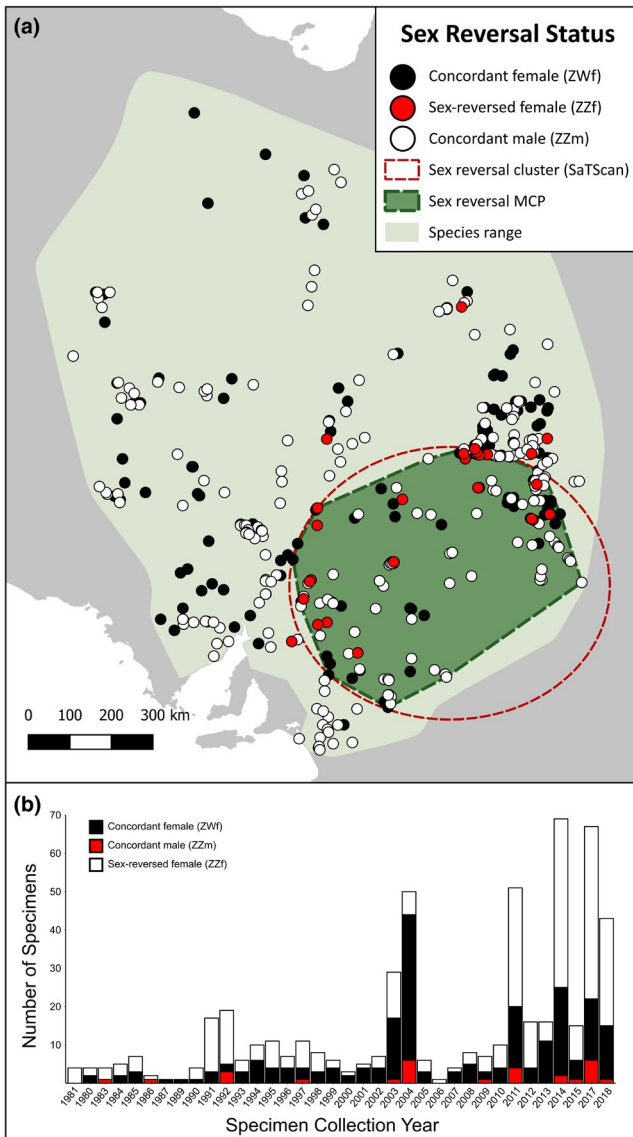 (a)
Sex Reversal Status
Concordant female (ZWf)
Sex-reversed female (ZZf)
Concordant male (ZZm)
Sex reversal cluster (SaTScan)
Sex reversal MCP
Species range
0 100 200 300 km
(b)
Concordant female (ZWf)
Concordant male (ZZm)
Sex-reversed female (ZZf)
Number of Specimens
70
60
50
40
30
20
10
1981 1980 1983 1984 1985 1986 1987 1988 1990 1991 1992 1993 1994 1995 1996 1997 1998 1999 2000 2001 2002 2003 2004 2005 2006 2007 2008 2009 2010 2011 2012 2013 2014 2015 2017 2018
Specimen Collection Year